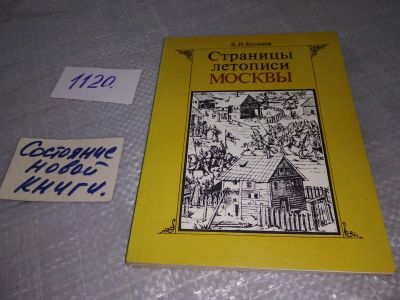 1120.
В. И. Буганов
Страницы
летописи
МОСКВЫ
Состояние
новой
книги.